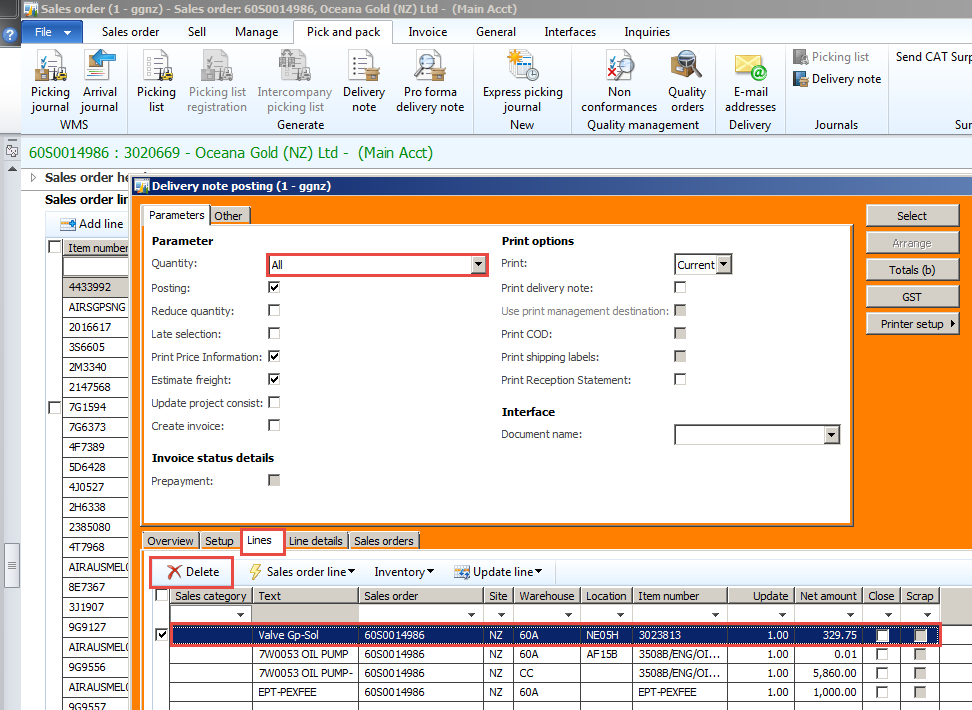 Sales order (1 - ggnz) - Sales order: 60S0014986, Oceana Gold (NZ) Ltd - (Main Acct)
File Sales order Sell Manage Pick and pack Invoice General Interfaces Inquiries
Picking journal
Arrival journal
WMS
Picking list
Picking list registration
Intercompany picking list
Delivery note
Pro forma delivery note
Generate
Express picking journal
New
Non conformances
Quality orders
Quality management
E-mail addresses
Delivery
Picking list
Delivery note
Journals
Send CAT Surp
Sur
60S0014986 : 3020669 - Oceana Gold (NZ) Ltd - (Main Acct)
Sales order he
Sales order lin
Add line
Item number
4433992
AIRSGPSNG
2016617
3S6605
2M3340
2147568
7G1594
7G6373
4F7389
5D6428
4J0527
2H6338
2385080
4T7968
AIRAUSMEL
8E7367
3J1907
9G9127
AIRAUSMEL
9G9556
AIRAUSMEL
9G9557
Delivery note posting (1 - ggnz)
Parameters Other
Parameter
Quantity: All
Posting:
Reduce quantity:
Late selection:
Print Price Information:
Estimate freight:
Update project consist:
Create invoice:
Invoice status details
Prepayment:
Print options
Print: Current
Print delivery note:
Use print management destination:
Print COD:
Print shipping labels:
Print Reception Statement:
Interface
Document name:
Select
Arrange
Totals (b)
GST
Printer setup
Overview Setup Lines Line details Sales orders
Delete Sales order line Inventory Update line
Sales category Text Sales order Site Warehouse Location Item number Update Net amount Close Scrap
Valve Gp-Sol 60S0014986 NZ 60A NE05H 3023813 1.00 329.75
7W0053 OIL PUMP 60S0014986 NZ 60A AF15B 3508B/ENG/OI... 1.00 0.01
7W0053 OIL PUMP- 60S0014986 NZ CC 3508B/ENG/OI... 1.00 5,860.00
EPT-PEXFEE 60S0014986 NZ 60A EPT-PEXFEE 1.00 1,000.00